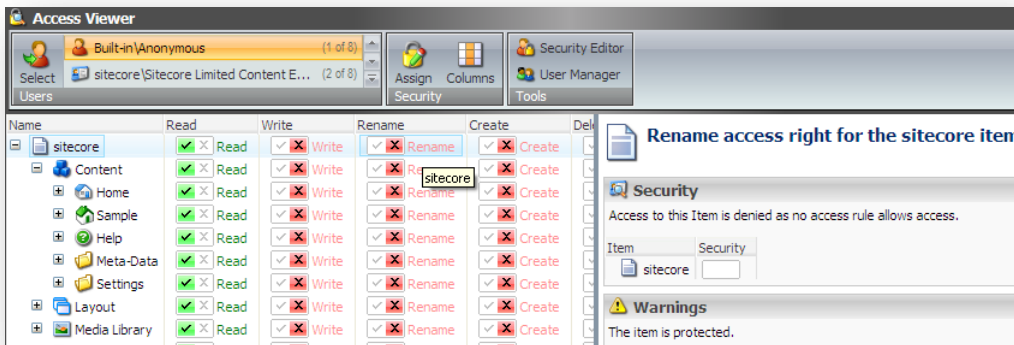 Access Viewer
Select
Built-in\Anonymous (1 of 8)
sitecore\Sitecore Limited Content E... (2 of 8)
Users
Assign Columns
Security
Security Editor
User Manager
Tools
Name Read Write Rename Create Del
sitecore Read Write Rename Create
Content Read Write Rename Create
sitecore
Home Read Write Rename Create
Sample Read Write Rename Create
Help Read Write Rename Create
Meta-Data Read Write Rename Create
Settings Read Write Rename Create
Layout Read Write Rename Create
Media Library Read Write Rename Create
Rename access right for the sitecore item
Security
Access to this Item is denied as no access rule allows access.
Item Security
sitecore
Warnings
The item is protected.